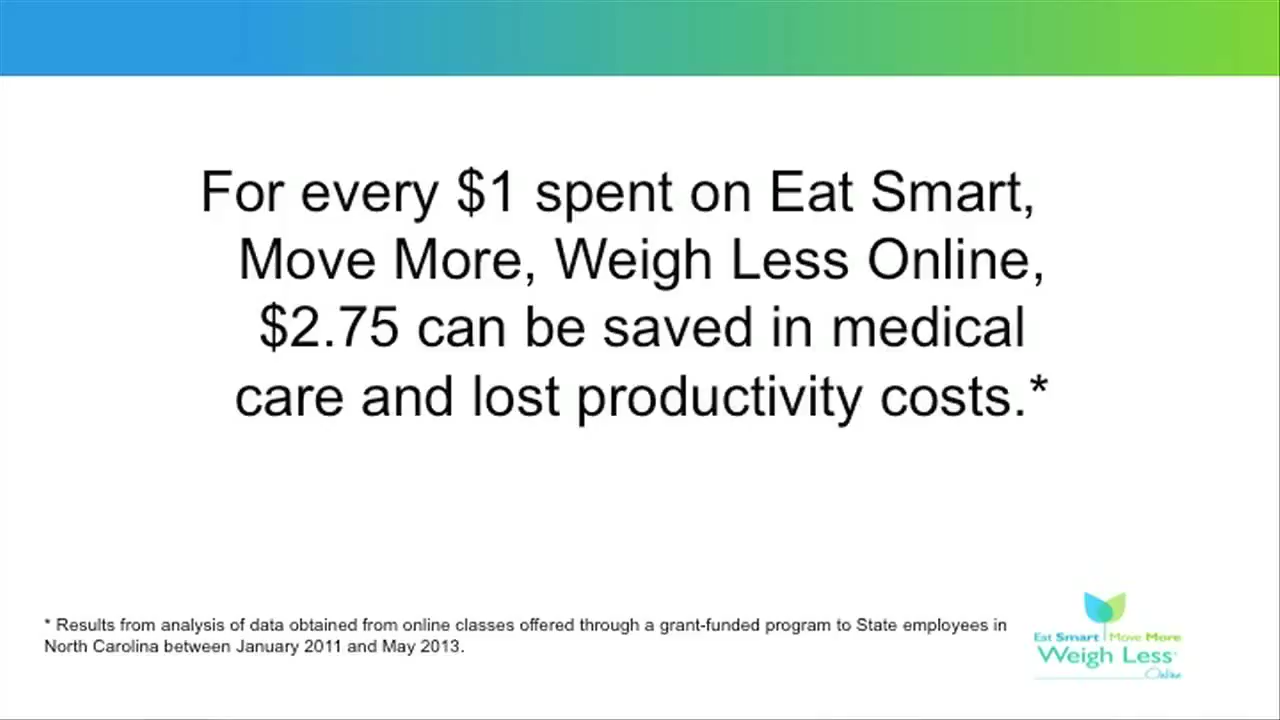 For every $1 spent on Eat Smart,
Move More, Weigh Less Online,
$2.75 can be saved in medical
care and lost productivity costs.*
* Results from analysis of data obtained from online classes offered through a grant-funded program to State employees in
North Carolina between January 2011 and May 2013.
Eat Smart Move More
Weigh Less
Online